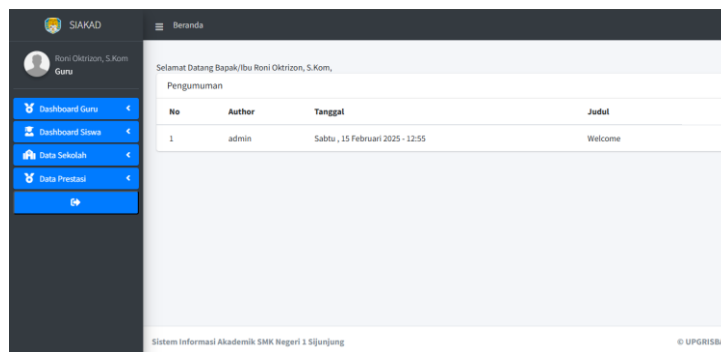 SIAKAD
Beranda
Roni Oktrizon, S.Kom
Guru
Dashboard Guru
Dashboard Siswa
Data Sekolah
Data Prestasi
Selamat Datang Bapak/Ibu Roni Oktrizon, S.Kom,
Pengumuman
No Author Tanggal Judul
1 admin Sabtu , 15 Februari 2025 - 12:55 Welcome
Sistem Informasi Akademik SMK Negeri 1 Sijunjung
© UPGRISBA